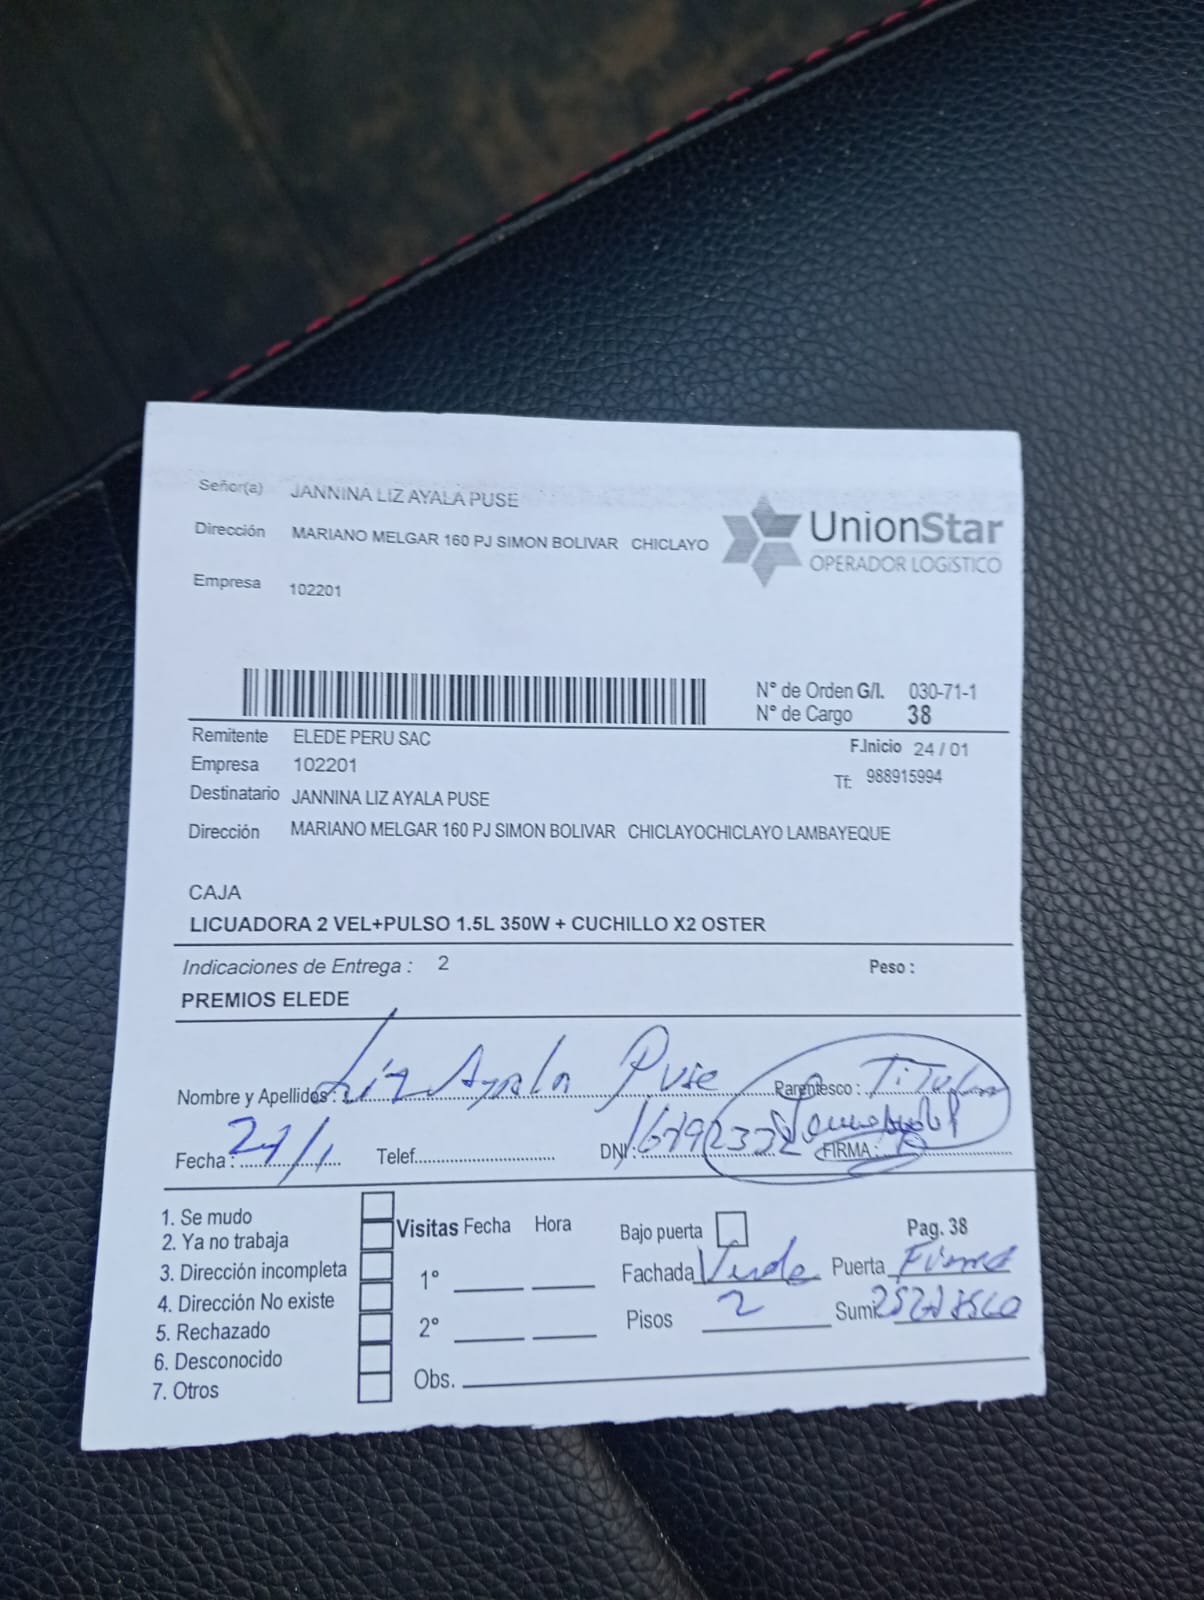 Señor(a) JANNINA LIZ AYALA PUSE
Dirección MARIANO MELGAR 160 PJ SIMON BOLIVAR CHICLAYO
UnionStar
OPERADOR LOGíSTICO
Empresa 102201
N° de Orden G/I. 030-71-1
N° de Cargo 38
Remitente ELEDE PERU SAC
F.Inicio 24 / 01
Empresa 102201
Tf: 988915994
Destinatario JANNINA LIZ AYALA PUSE
Dirección MARIANO MELGAR 160 PJ SIMON BOLIVAR CHICLAYOCHICLAYO LAMBAYEQUE
CAJA
LICUADORA 2 VEL+PULSO 1.5L 350W + CUCHILLO X2 OSTER
Indicaciones de Entrega : 2 Peso :
PREMIOS ELEDE
Nombre y Apellidos : Liz Ayala Puse Parentesco : Titular
Fecha : 27/1 Telef. DNI: FIRMA :
1. Se mudo
2. Ya no trabaja
3. Dirección incompleta
4. Dirección No existe
5. Rechazado
6. Desconocido
7. Otros
Visitas Fecha Hora
1°
2°
Obs.
Bajo puerta Pag. 38
Fachada Verde Puerta
Pisos 2 Sumi